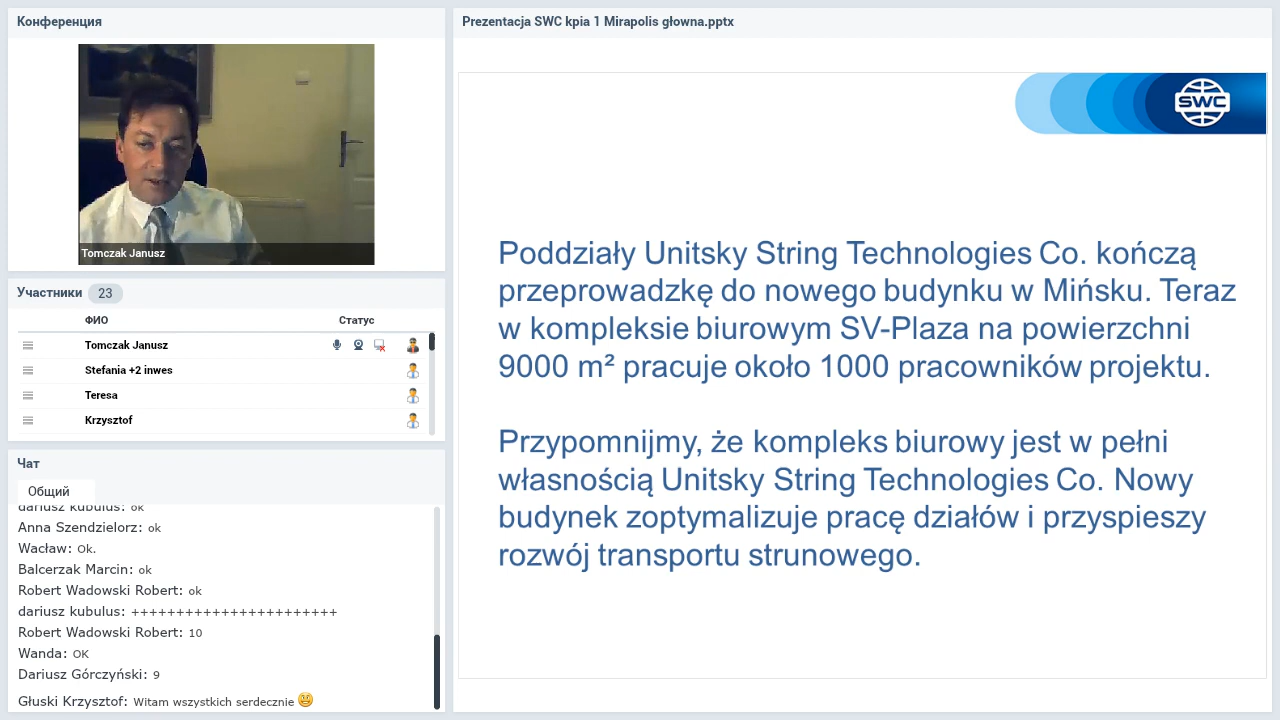 Конференция
Tomczak Janusz
Участники 23
ФИО Статус
Tomczak Janusz
Stefania +2 inwes
Teresa
Krzysztof
Чат
Общий
dariusz kubulus: ok
Anna Szendzielorz: ok
Wacław: Ok.
Balcerzak Marcin: ok
Robert Wadowski Robert: ok
dariusz kubulus: +++++++++++++++++++++++
Robert Wadowski Robert: 10
Wanda: OK
Dariusz Górczyński: 9
Głuski Krzysztof: Witam wszystkich serdecznie
Prezentacja SWC kpia 1 Mirapolis głowna.pptx
SWC
Poddziały Unitsky String Technologies Co. kończą
przeprowadzkę do nowego budynku w Mińsku. Teraz
w kompleksie biurowym SV-Plaza na powierzchni
9000 m² pracuje około 1000 pracowników projektu.
Przypomnijmy, że kompleks biurowy jest w pełni
własnością Unitsky String Technologies Co. Nowy
budynek zoptymalizuje pracę działów i przyspieszy
rozwój transportu strunowego.